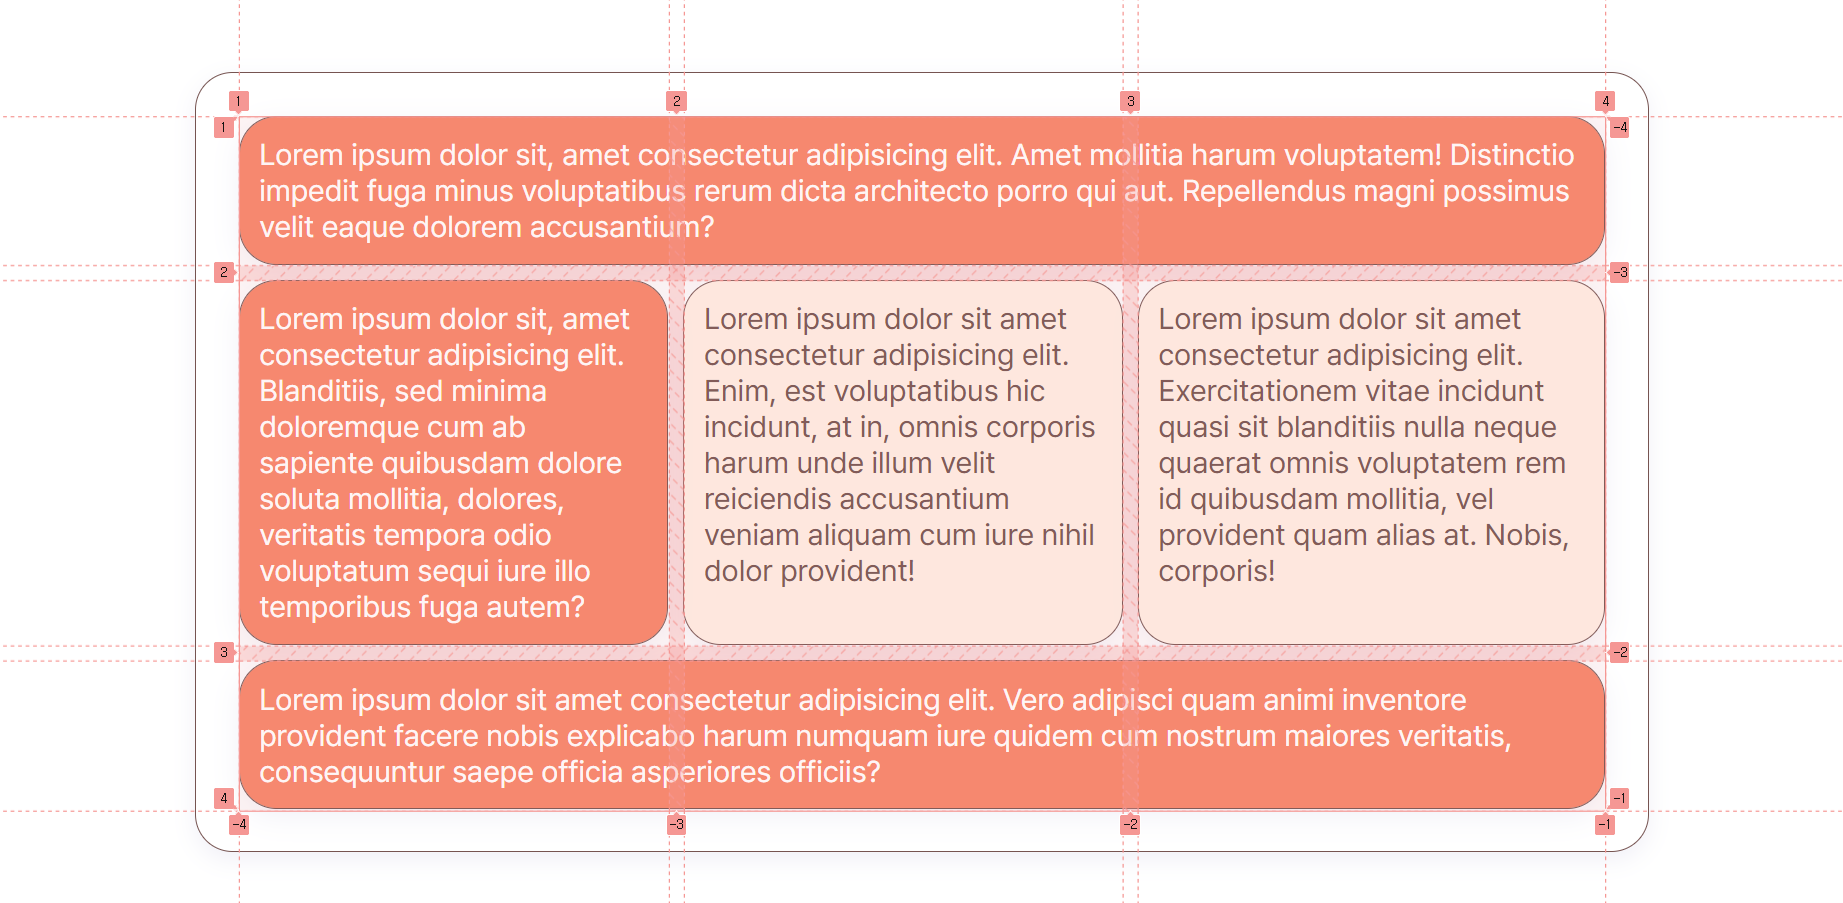 1 2 3 4
1 -4
Lorem ipsum dolor sit, amet consectetur adipisicing elit. Amet mollitia harum voluptatem! Distinctio
impedit fuga minus voluptatibus rerum dicta architecto porro qui aut. Repellendus magni possimus
velit eaque dolorem accusantium?
2 -3
Lorem ipsum dolor sit, amet
consectetur adipisicing elit.
Blanditiis, sed minima
doloremque cum ab
sapiente quibusdam dolore
soluta mollitia, dolores,
veritatis tempora odio
voluptatum sequi iure illo
temporibus fuga autem?
Lorem ipsum dolor sit amet
consectetur adipisicing elit.
Enim, est voluptatibus hic
incidunt, at in, omnis corporis
harum unde illum velit
reiciendis accusantium
veniam aliquam cum iure nihil
dolor provident!
Lorem ipsum dolor sit amet
consectetur adipisicing elit.
Exercitationem vitae incidunt
quasi sit blanditiis nulla neque
quaerat omnis voluptatem rem
id quibusdam mollitia, vel
provident quam alias at. Nobis,
corporis!
3 -2
Lorem ipsum dolor sit amet consectetur adipisicing elit. Vero adipisci quam animi inventore
provident facere nobis explicabo harum numquam iure quidem cum nostrum maiores veritatis,
consequuntur saepe officia asperiores officiis?
4 -1
-4 -3 -2 -1